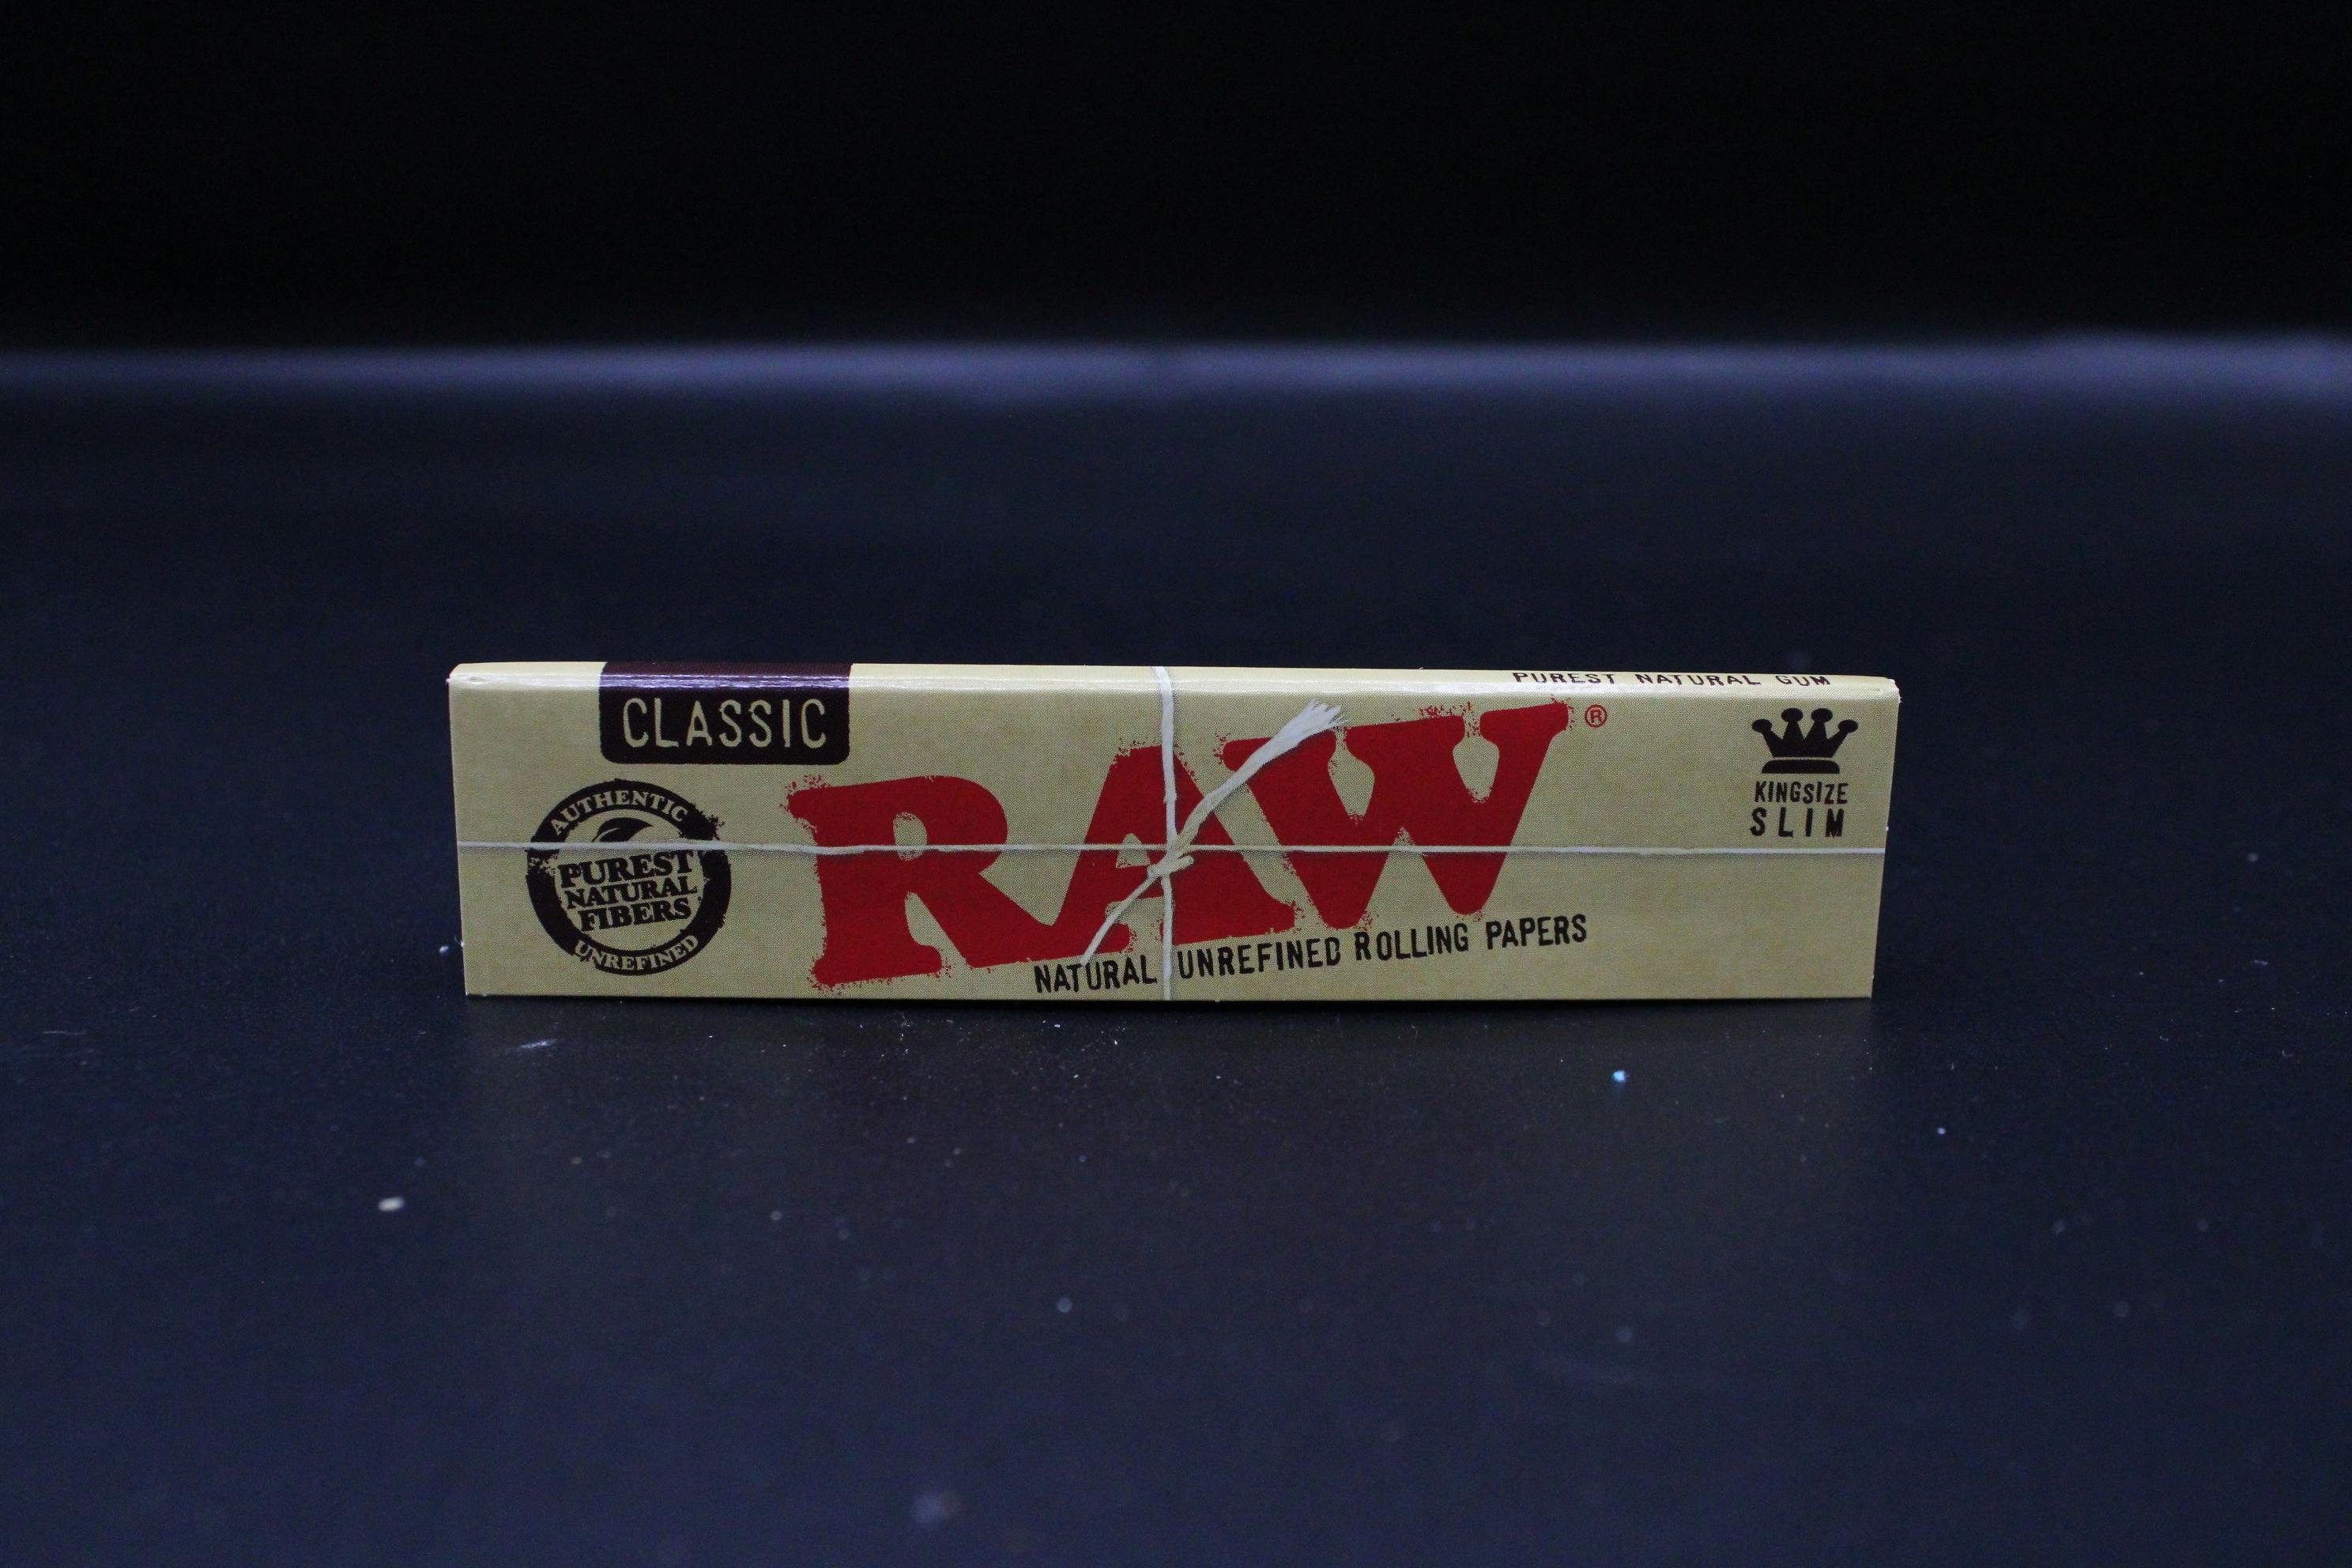 PUREST NATURAL GUM
CLASSIC
RAW®
KINGSIZE
SLIM
AUTHENTIC
PUREST
NATURAL
FIBERS
UNREFINED
NATURAL UNREFINED ROLLING PAPERS